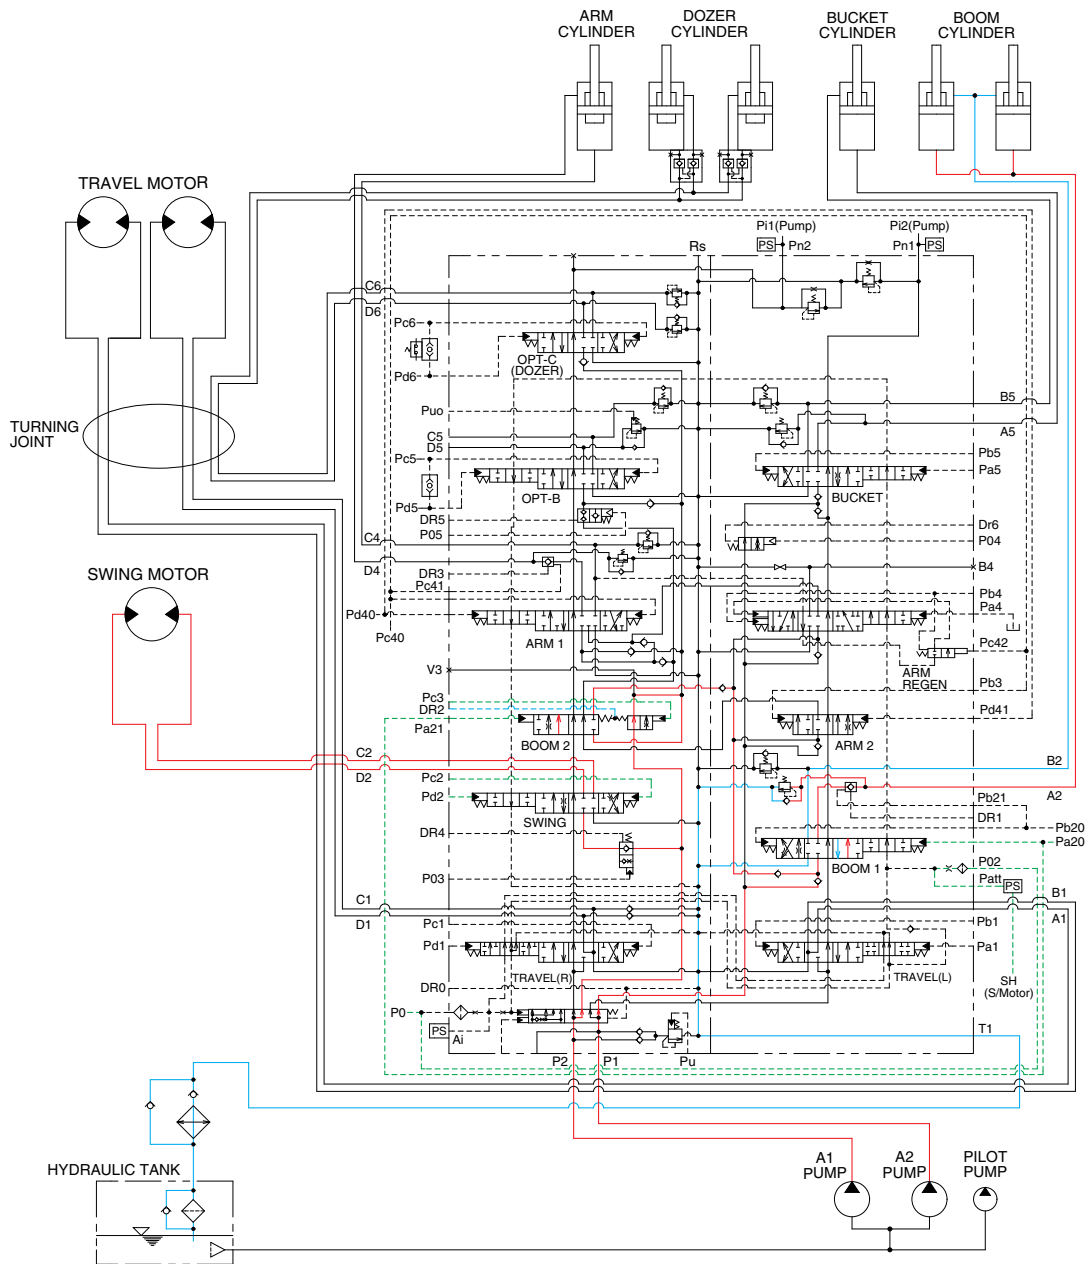 ARM
CYLINDER
DOZER
CYLINDER
BUCKET
CYLINDER
BOOM
CYLINDER
TRAVEL MOTOR
Pi1(Pump)
Pi2(Pump)
Rs
PS
Pn2
Pn1
PS
C6
D6
Pc6
OPT-C
(DOZER)
Pd6
Puo
B5
C5
A5
D5
TURNING
JOINT
Pc5
Pb5
Pa5
Pd5
OPT-B
BUCKET
DR5
Dr6
P05
P04
C4
D4
B4
DR3
Pc41
Pb4
Pa4
Pd40
Pc40
ARM 1
Pc42
ARM
REGEN
SWING MOTOR
V3
Pb3
Pc3
DR2
Pd41
Pa21
BOOM 2
ARM 2
C2
B2
D2
Pc2
A2
Pd2
Pb21
SWING
DR1
DR4
Pb20
Pa20
P03
BOOM 1
P02
Patt
PS
C1
B1
D1
A1
Pc1
Pb1
Pd1
Pa1
TRAVEL(R)
TRAVEL(L)
SH
(S/Motor)
DR0
P0
PS
Ai
T1
P2
P1
Pu
HYDRAULIC TANK
A1
PUMP
A2
PUMP
PILOT
PUMP